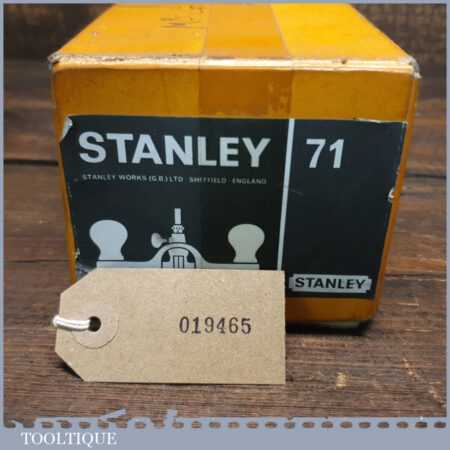 STANLEY
71
STANLEY WORKS (G.B.) LTD · SHEFFIELD · ENGLAND
STANLEY
019465
TOOLTIQUE